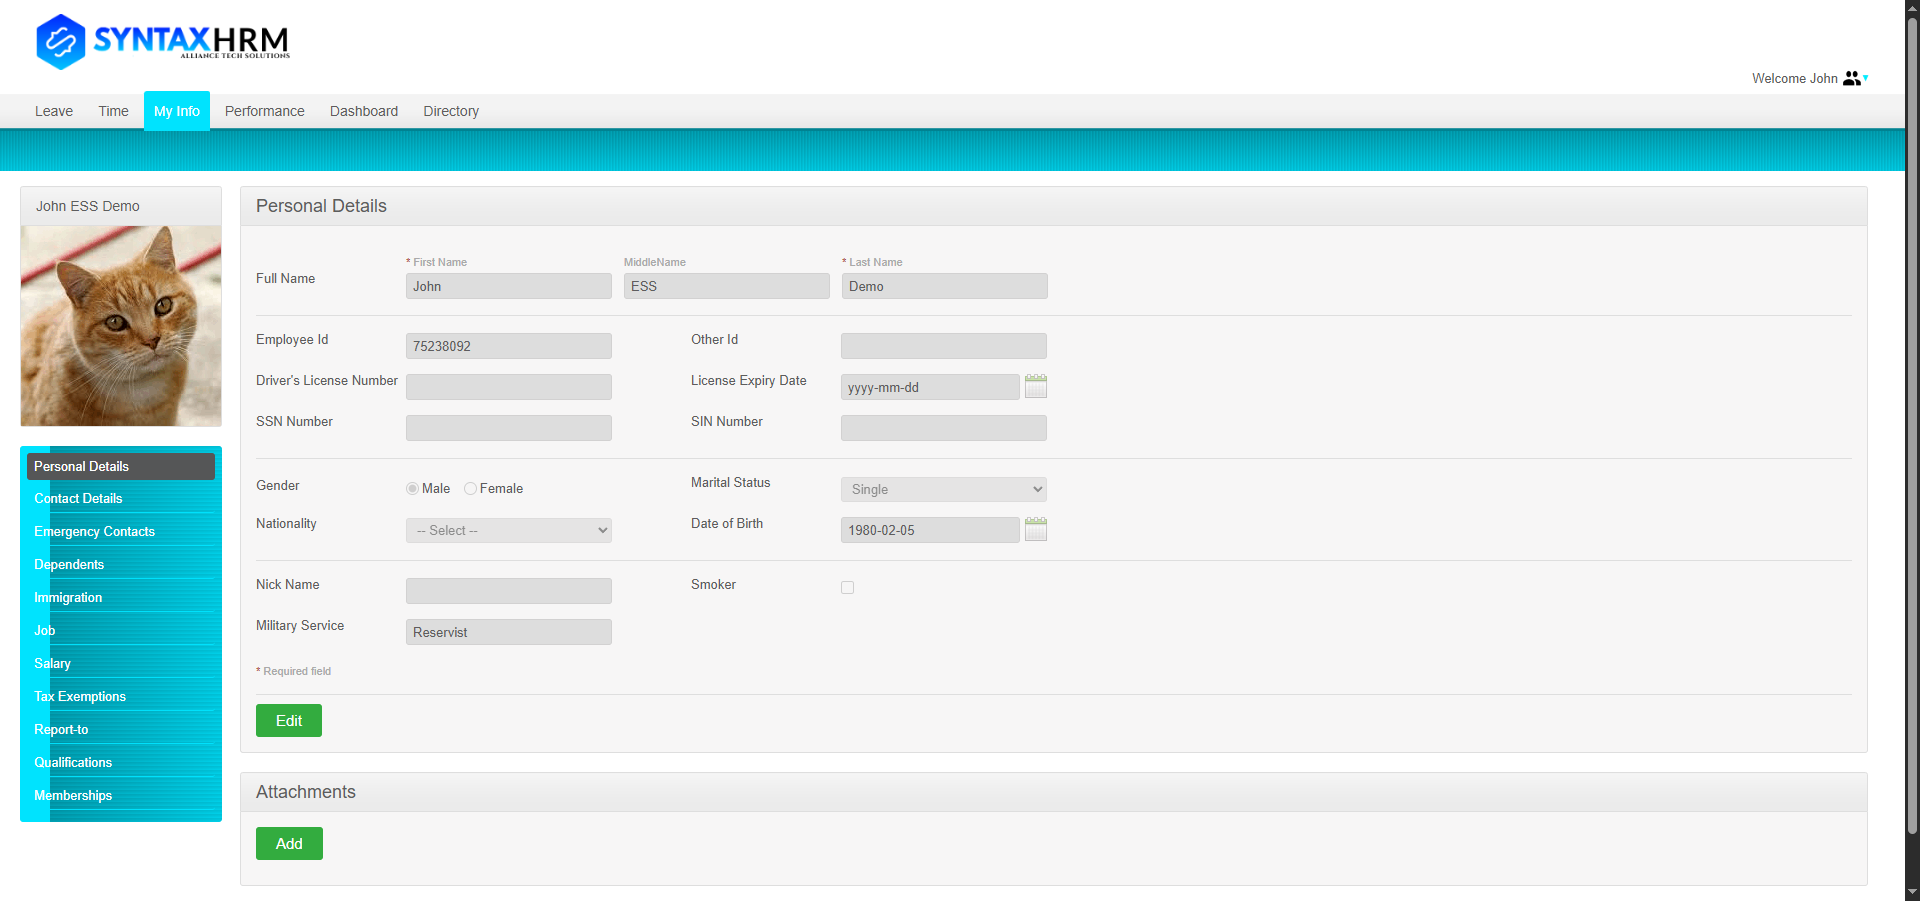 SYNTAXHRM
ALLIANCE TECH SOLUTIONS
Welcome John
Leave Time My Info Performance Dashboard Directory
John ESS Demo
Personal Details
Contact Details
Emergency Contacts
Dependents
Immigration
Job
Salary
Tax Exemptions
Report-to
Qualifications
Memberships
Personal Details
* First Name MiddleName * Last Name
Full Name John ESS Demo
Employee Id 75238092 Other Id
Driver's License Number License Expiry Date yyyy-mm-dd
SSN Number SIN Number
Gender Male Female Marital Status Single
Nationality -- Select -- Date of Birth 1980-02-05
Nick Name Smoker
Military Service Reservist
* Required field
Edit
Attachments
Add